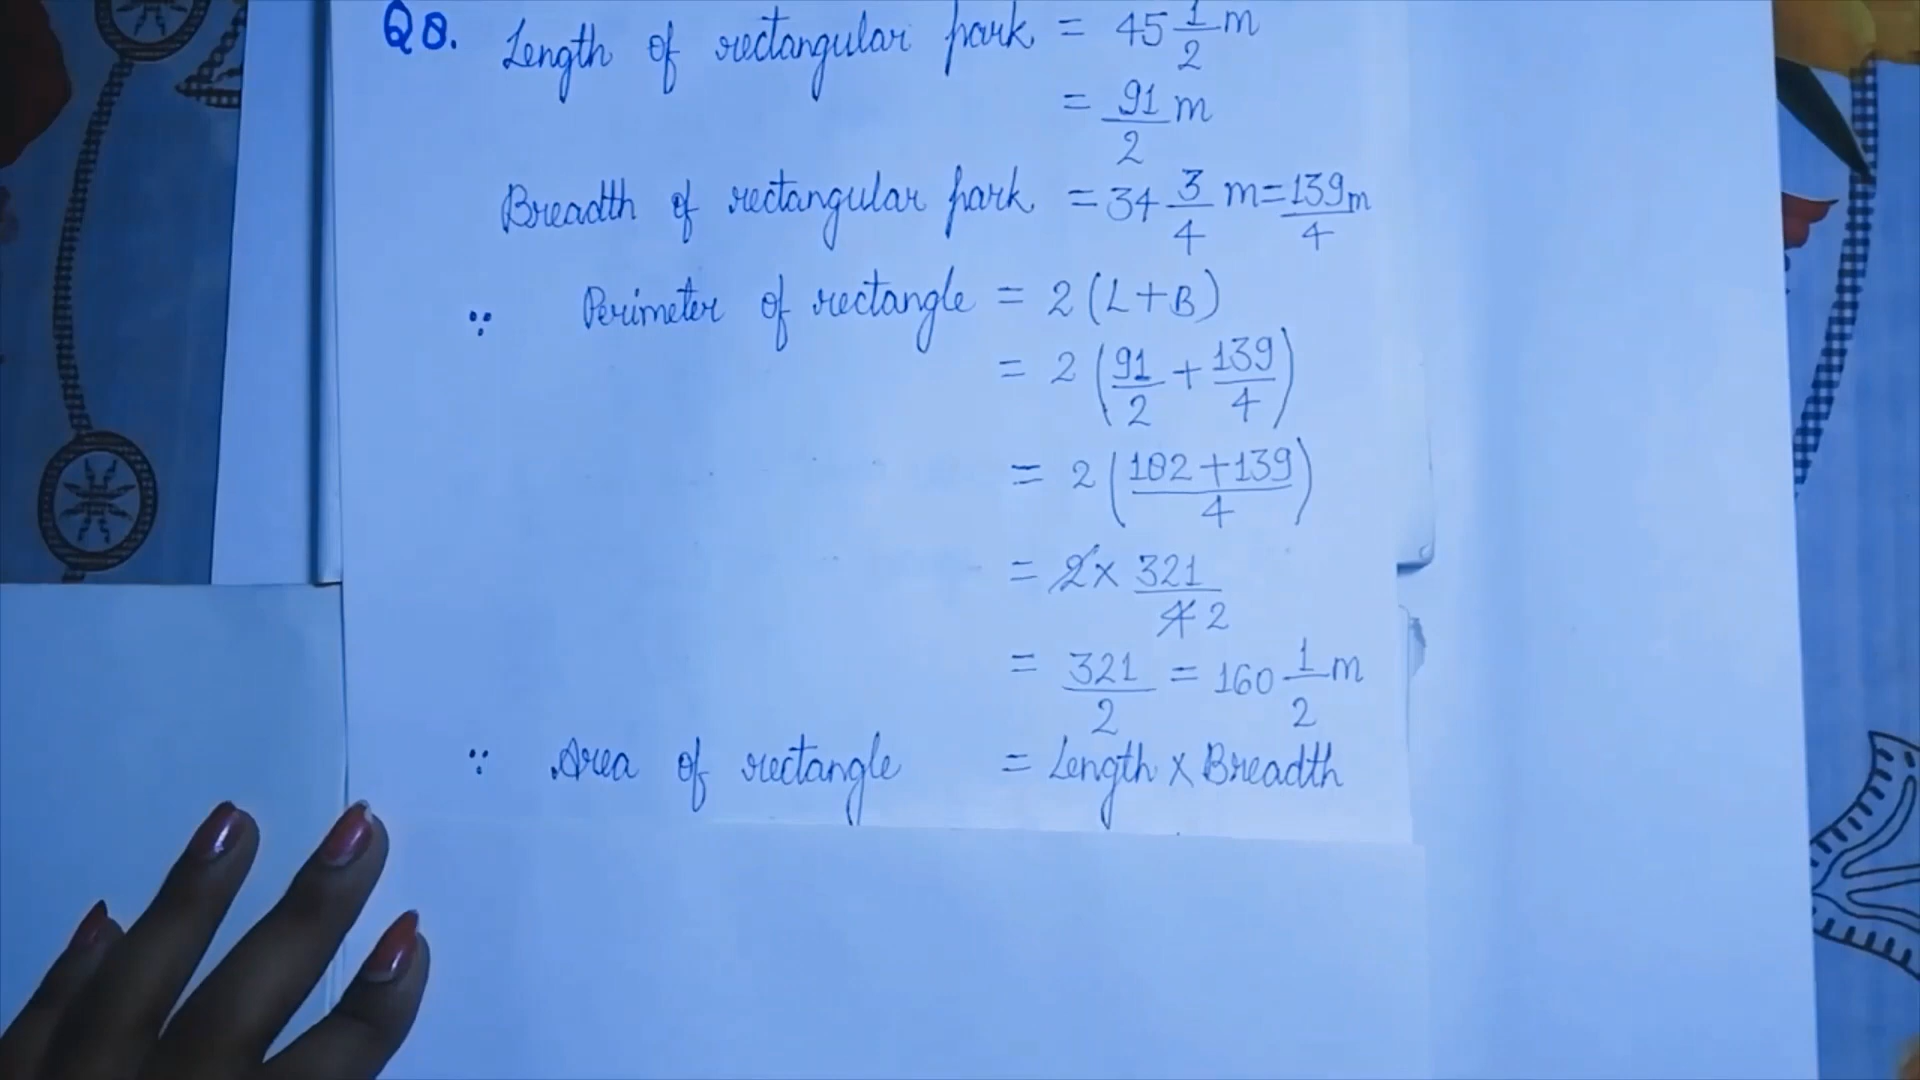 Q8. Length of rectangular park = 45 1/2 m
= 91/2 m
Breadth of rectangular park = 34 3/4 m = 139/4 m
∵ Perimeter of rectangle = 2 (L+B)
= 2 (91/2 + 139/4)
= 2 (182+139/4)
= 2 × 321/4 2
= 321/2 = 160 1/2 m
∵ Area of rectangle = Length × Breadth